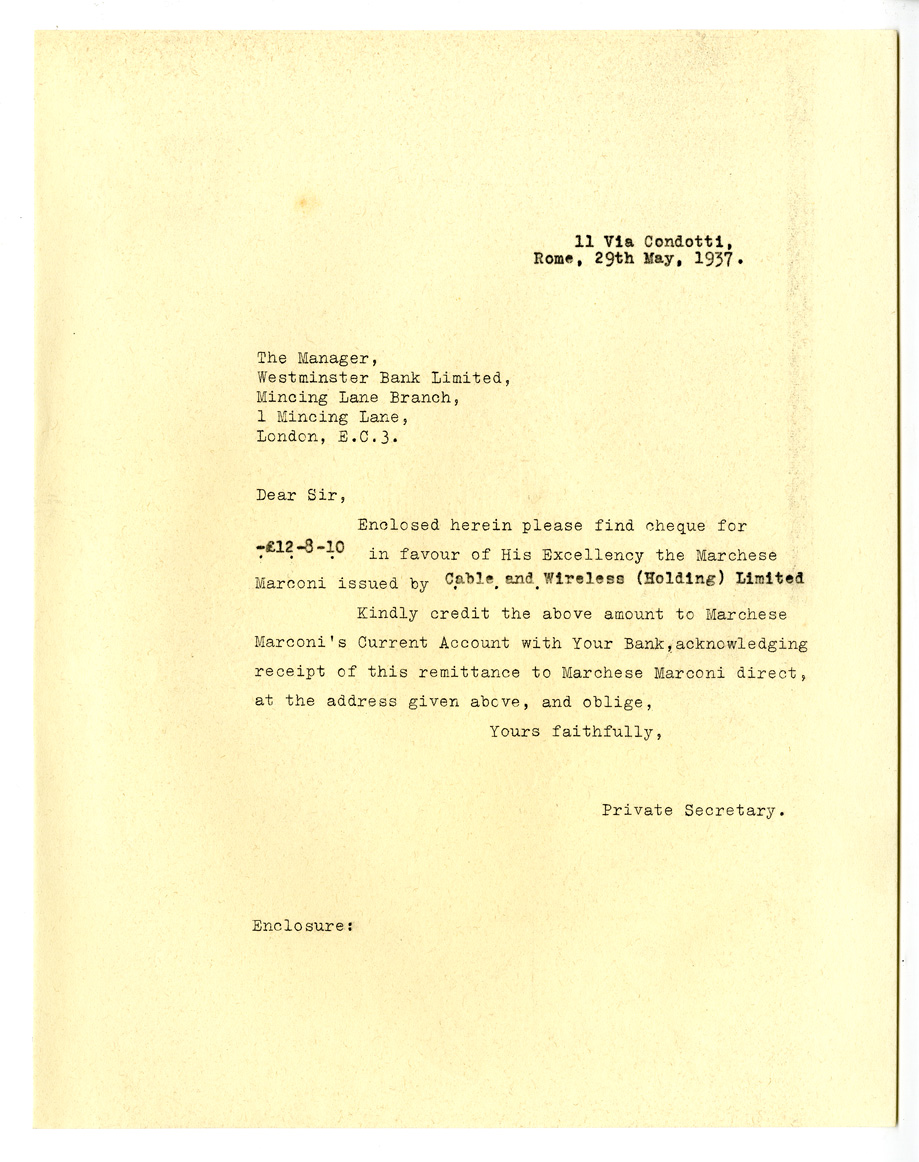 11 Via Condotti,
Rome, 29th May, 1937.
The Manager,
Westminster Bank Limited,
Mincing Lane Branch,
1 Mincing Lane,
London, E.C.3.
Dear Sir,
Enclosed herein please find cheque for
-£12-8-10 in favour of His Excellency the Marchese
Marconi issued by Cable and Wireless (Holding) Limited
Kindly credit the above amount to Marchese
Marconi's Current Account with Your Bank,acknowledging
receipt of this remittance to Marchese Marconi direct,
at the address given above, and oblige,
Yours faithfully,
Private Secretary.
Enclosure: